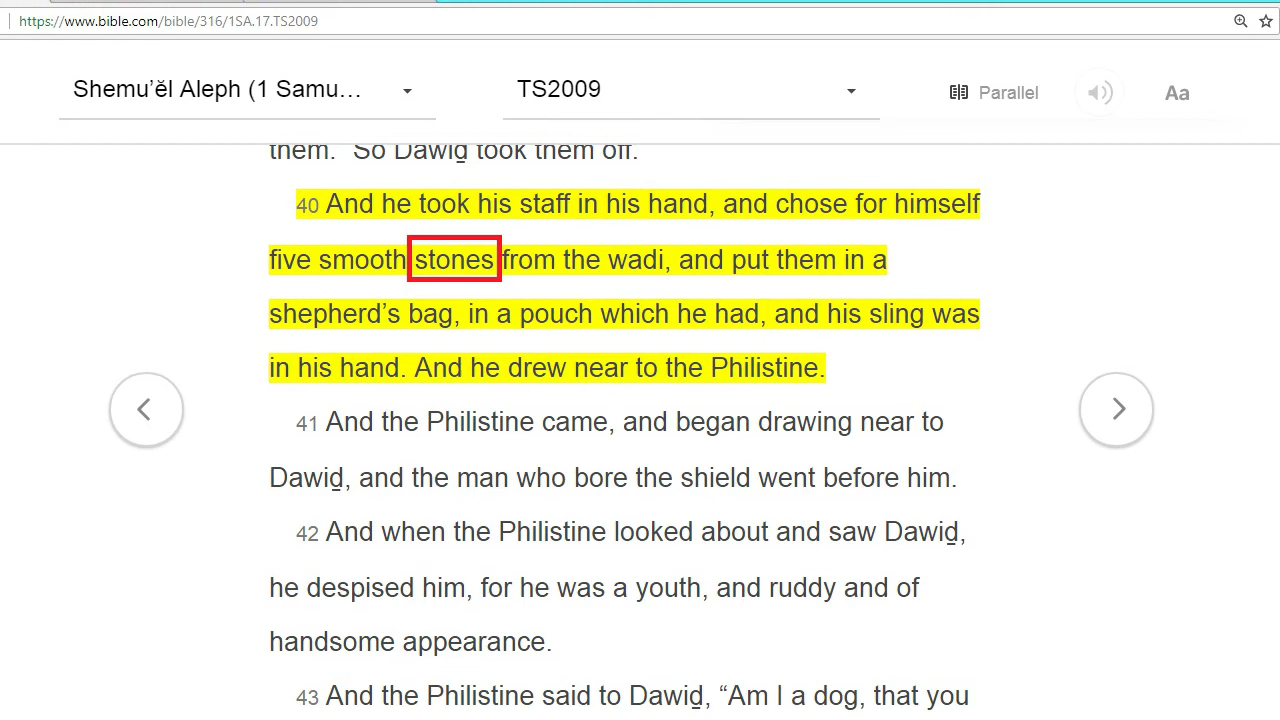 https://www.bible.com/bible/316/1SA.17.TS2009
Shemu’ĕl Aleph (1 Samu… TS2009 Parallel Aa
them.” So Dawiḏ took them off.
40 And he took his staff in his hand, and chose for himself
five smooth stones from the wadi, and put them in a
shepherd’s bag, in a pouch which he had, and his sling was
in his hand. And he drew near to the Philistine.
41 And the Philistine came, and began drawing near to
Dawiḏ, and the man who bore the shield went before him.
42 And when the Philistine looked about and saw Dawiḏ,
he despised him, for he was a youth, and ruddy and of
handsome appearance.
43 And the Philistine said to Dawiḏ, “Am I a dog, that you